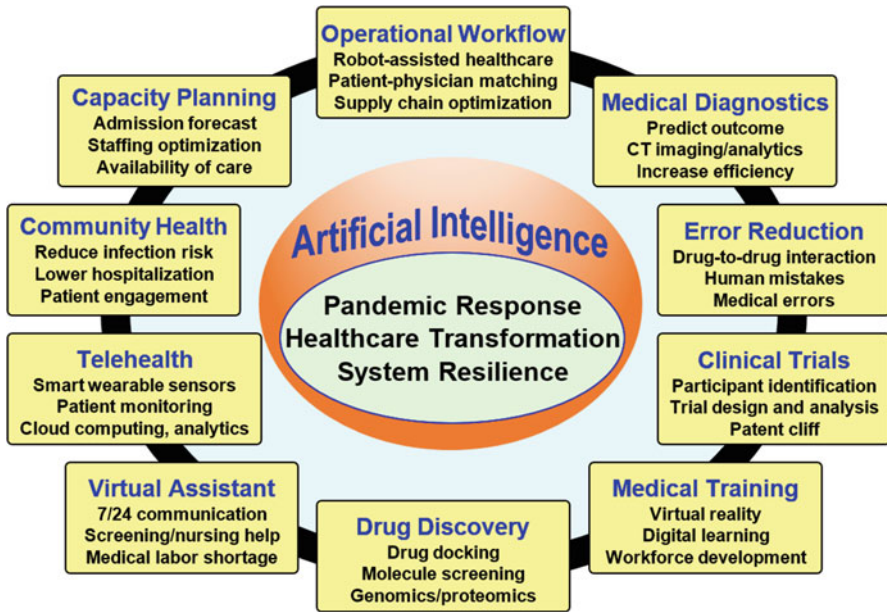 Operational Workflow
Robot-assisted healthcare
Patient-physician matching
Supply chain optimization
Capacity Planning
Admission forecast
Staffing optimization
Availability of care
Medical Diagnostics
Predict outcome
CT imaging/analytics
Increase efficiency
Community Health
Reduce infection risk
Lower hospitalization
Patient engagement
Artificial Intelligence
Pandemic Response
Healthcare Transformation
System Resilience
Error Reduction
Drug-to-drug interaction
Human mistakes
Medical errors
Telehealth
Smart wearable sensors
Patient monitoring
Cloud computing, analytics
Clinical Trials
Participant identification
Trial design and analysis
Patent cliff
Virtual Assistant
7/24 communication
Screening/nursing help
Medical labor shortage
Drug Discovery
Drug docking
Molecule screening
Genomics/proteomics
Medical Training
Virtual reality
Digital learning
Workforce development